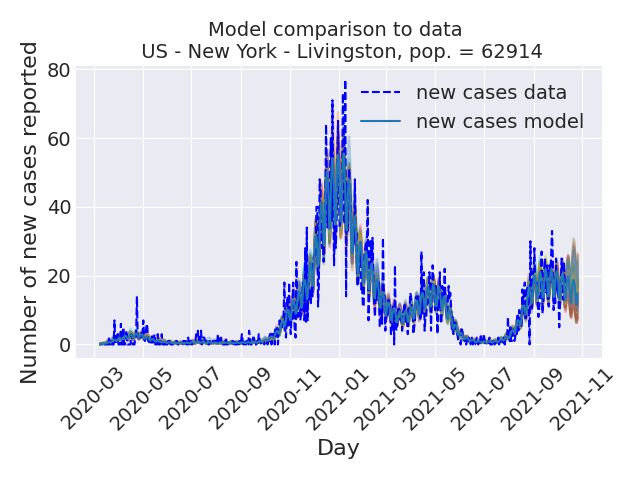 Model comparison to data
US - New York - Livingston, pop. = 62914
Number of new cases reported
80
60
40
20
0
new cases data
new cases model
2020-03
2020-05
2020-07
2020-09
2020-11
2021-01
2021-03
2021-05
2021-07
2021-09
2021-11
Day